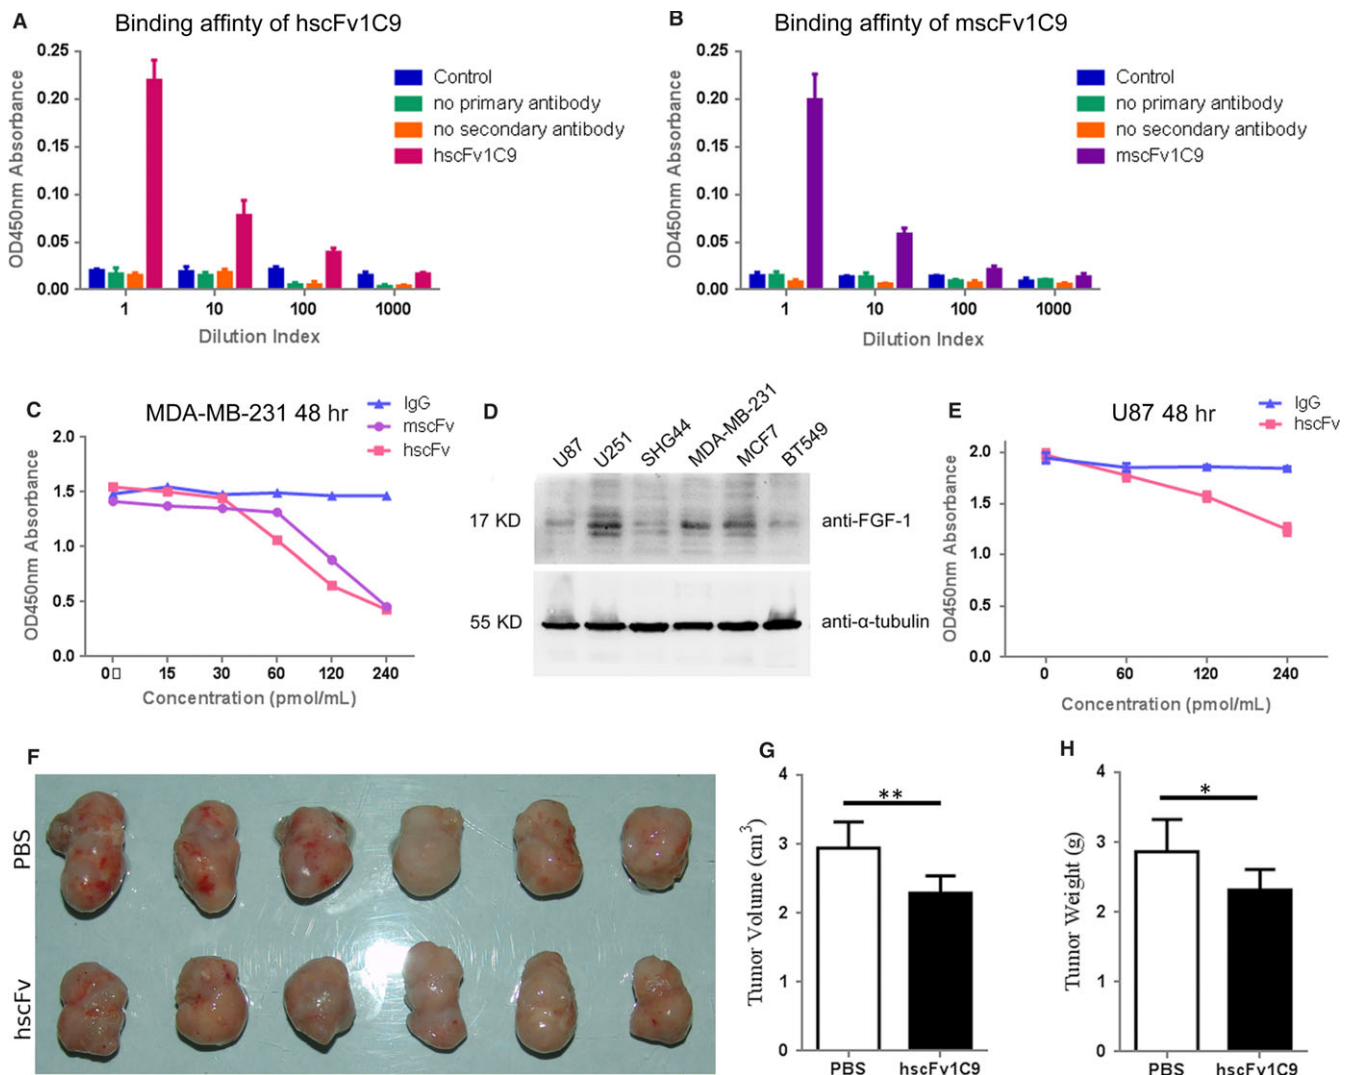 A
Binding affinty of hscFv1C9
OD450nm Absorbance
0.25
0.20
0.15
0.10
0.05
0.00
1 10 100 1000
Dilution Index
Control
no primary antibody
no secondary antibody
hscFv1C9
B
Binding affinty of mscFv1C9
OD450nm Absorbance
0.25
0.20
0.15
0.10
0.05
0.00
1 10 100 1000
Dilution Index
Control
no primary antibody
no secondary antibody
mscFv1C9
C
MDA-MB-231 48 hr
IgG
mscFv
hscFv
OD450nm Absorbance
2.0
1.5
1.0
0.5
0.0
0 15 30 60 120 240
Concentration (pmol/mL)
D
U87 U251 SHG44 MDA-MB-231 MCF7 BT549
17 KD
anti-FGF-1
55 KD
anti-α-tubulin
E
U87 48 hr
IgG
hscFv
OD450nm Absorbance
2.0
1.5
1.0
0.5
0.0
0 60 120 240
Concentration (pmol/mL)
F
PBS
hscFv
G
Tumor Volume (cm³)
4
3
2
1
0
**
PBS hscFv1C9
H
Tumor Weight (g)
4
3
2
1
0
*
PBS hscFv1C9